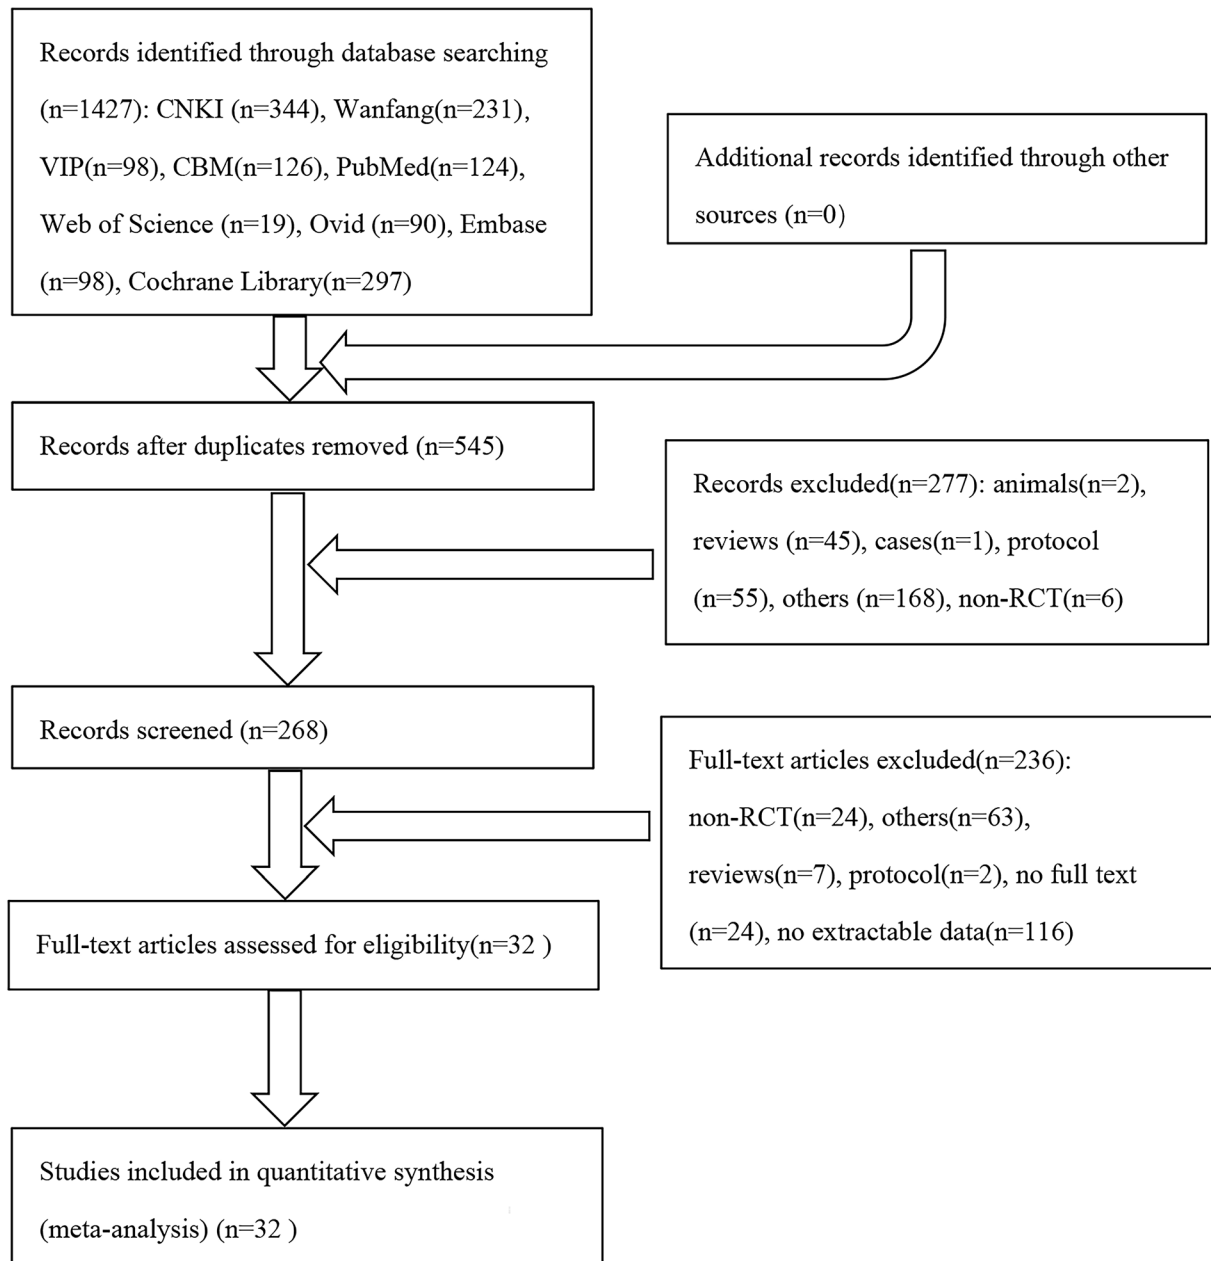 Records identified through database searching
(n=1427): CNKI (n=344), Wanfang(n=231),
VIP(n=98), CBM(n=126), PubMed(n=124),
Web of Science (n=19), Ovid (n=90), Embase
(n=98), Cochrane Library(n=297)
Additional records identified through other
sources (n=0)
Records after duplicates removed (n=545)
Records excluded(n=277): animals(n=2),
reviews (n=45), cases(n=1), protocol
(n=55), others (n=168), non-RCT(n=6)
Records screened (n=268)
Full-text articles excluded(n=236):
non-RCT(n=24), others(n=63),
reviews(n=7), protocol(n=2), no full text
(n=24), no extractable data(n=116)
Full-text articles assessed for eligibility(n=32 )
Studies included in quantitative synthesis
(meta-analysis) (n=32 )